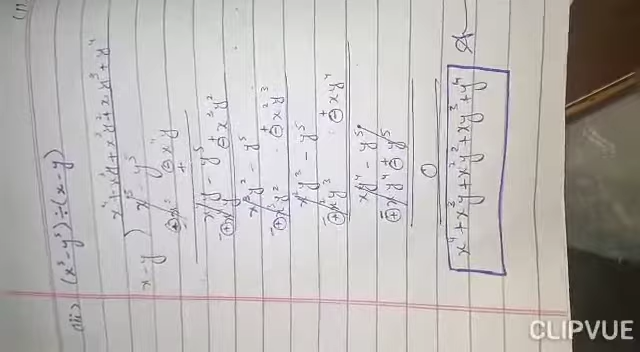 (iii) (x⁵-y⁵)÷(x-y)
x⁴+x³y+x²y²+xy³+y⁴
x-y) x⁵-y⁵
⊕x⁵ ⊖x⁴y
- +
x⁴y - y⁵
⊕x⁴y ⊖x³y²
- +
x³y² - y⁵
⊕x³y² ⊖x²y³
- +
x²y³ - y⁵
⊕x²y³ ⊖xy⁴
- +
xy⁴ - y⁵
⊕xy⁴ ⊖y⁵
- +
0
x⁴+x³y+x²y²+xy³+y⁴
CLIPVUE